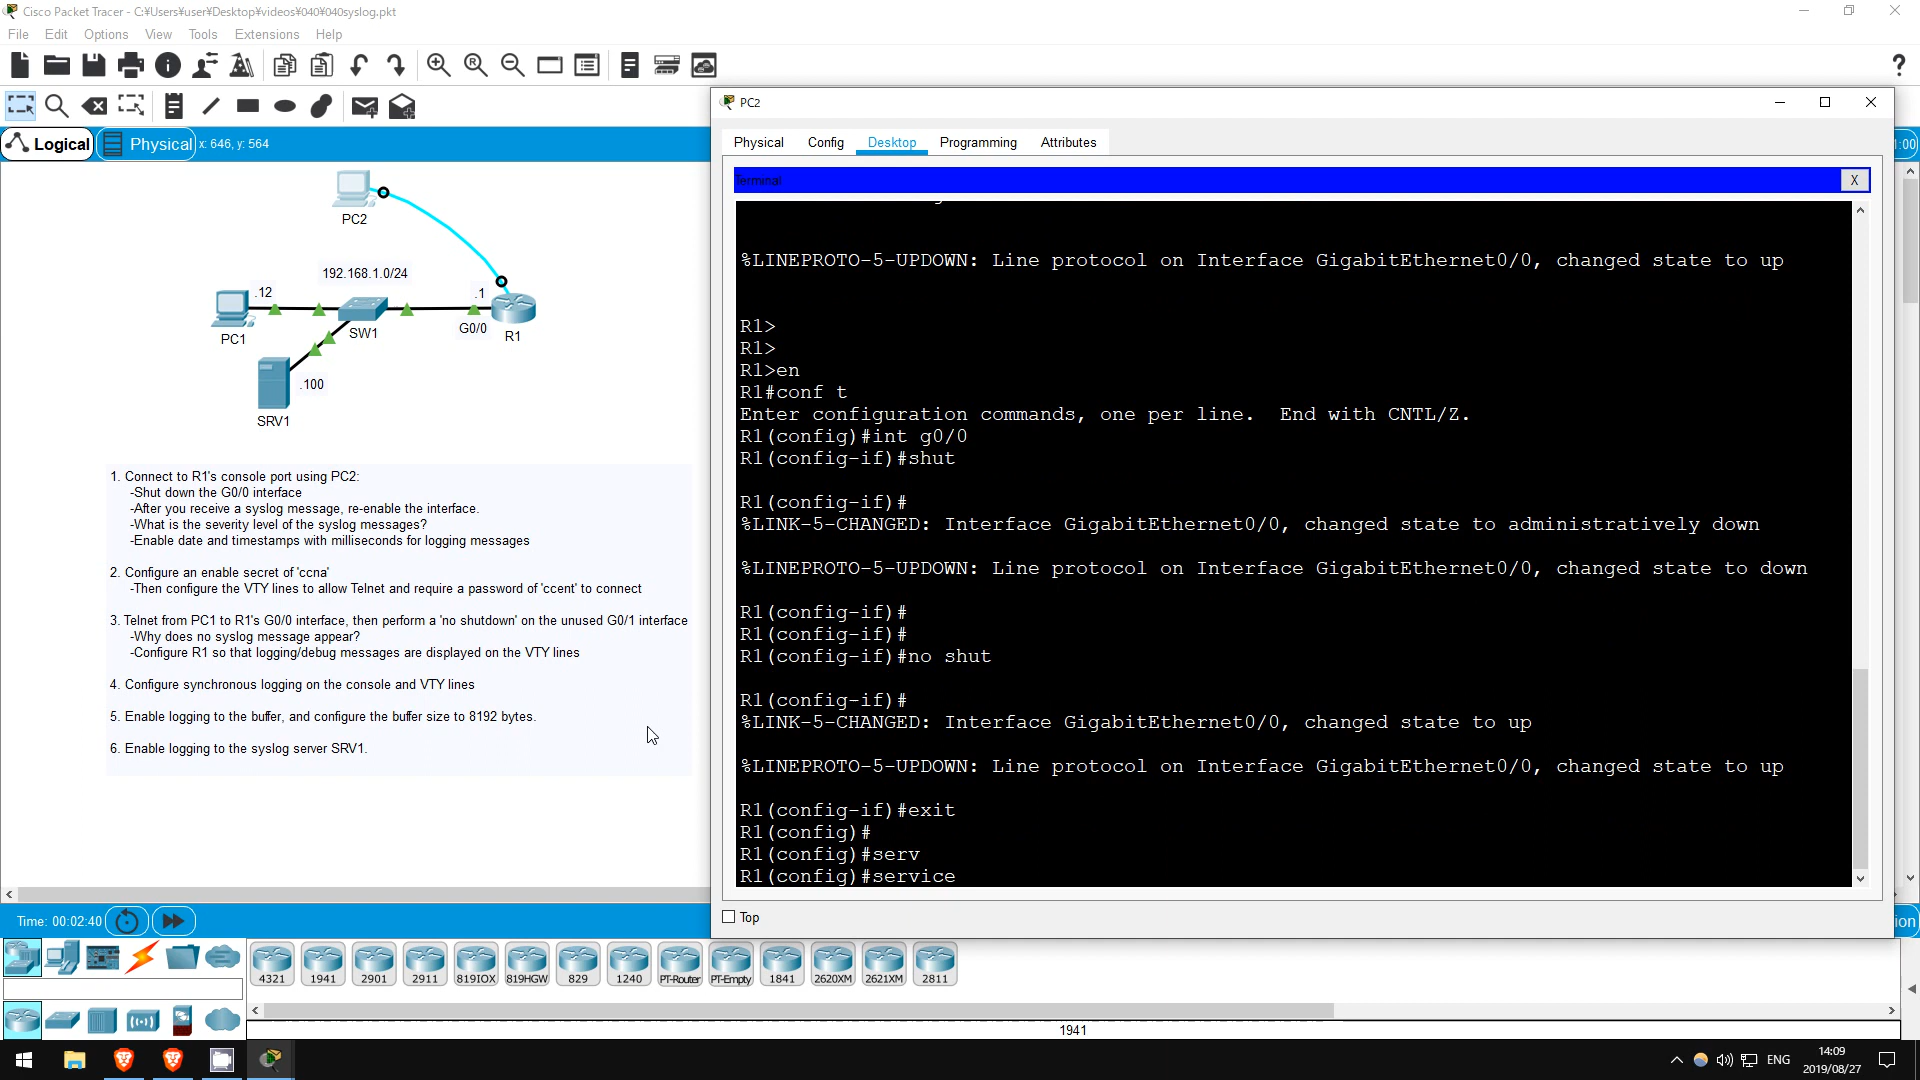 Cisco Packet Tracer - C:¥Users¥user¥Desktop¥videos¥040¥040syslog.pkt
File Edit Options View Tools Extensions Help
Logical Physical x: 646, y: 564
PC2
192.168.1.0/24
.12
.1
PC1
SW1
G0/0
R1
.100
SRV1
1. Connect to R1's console port using PC2:
-Shut down the G0/0 interface
-After you receive a syslog message, re-enable the interface.
-What is the severity level of the syslog messages?
-Enable date and timestamps with milliseconds for logging messages
2. Configure an enable secret of 'ccna'
-Then configure the VTY lines to allow Telnet and require a password of 'ccent' to connect
3. Telnet from PC1 to R1's G0/0 interface, then perform a 'no shutdown' on the unused G0/1 interface
-Why does no syslog message appear?
-Configure R1 so that logging/debug messages are displayed on the VTY lines
4. Configure synchronous logging on the console and VTY lines
5. Enable logging to the buffer, and configure the buffer size to 8192 bytes.
6. Enable logging to the syslog server SRV1.
PC2
Physical Config Desktop Programming Attributes
Terminal
X
%LINEPROTO-5-UPDOWN: Line protocol on Interface GigabitEthernet0/0, changed state to up
R1>
R1>
R1>en
R1#conf t
Enter configuration commands, one per line.  End with CNTL/Z.
R1(config)#int g0/0
R1(config-if)#shut
R1(config-if)#
%LINK-5-CHANGED: Interface GigabitEthernet0/0, changed state to administratively down
%LINEPROTO-5-UPDOWN: Line protocol on Interface GigabitEthernet0/0, changed state to down
R1(config-if)#
R1(config-if)#
R1(config-if)#no shut
R1(config-if)#
%LINK-5-CHANGED: Interface GigabitEthernet0/0, changed state to up
%LINEPROTO-5-UPDOWN: Line protocol on Interface GigabitEthernet0/0, changed state to up
R1(config-if)#exit
R1(config)#
R1(config)#serv
R1(config)#service
Top
Time: 00:02:40
4321 1941 2901 2911 819IOX 819HGW 829 1240 PT-Router PT-Empty 1841 2620XM 2621XM 2811
1941
ENG
14:09
2019/08/27